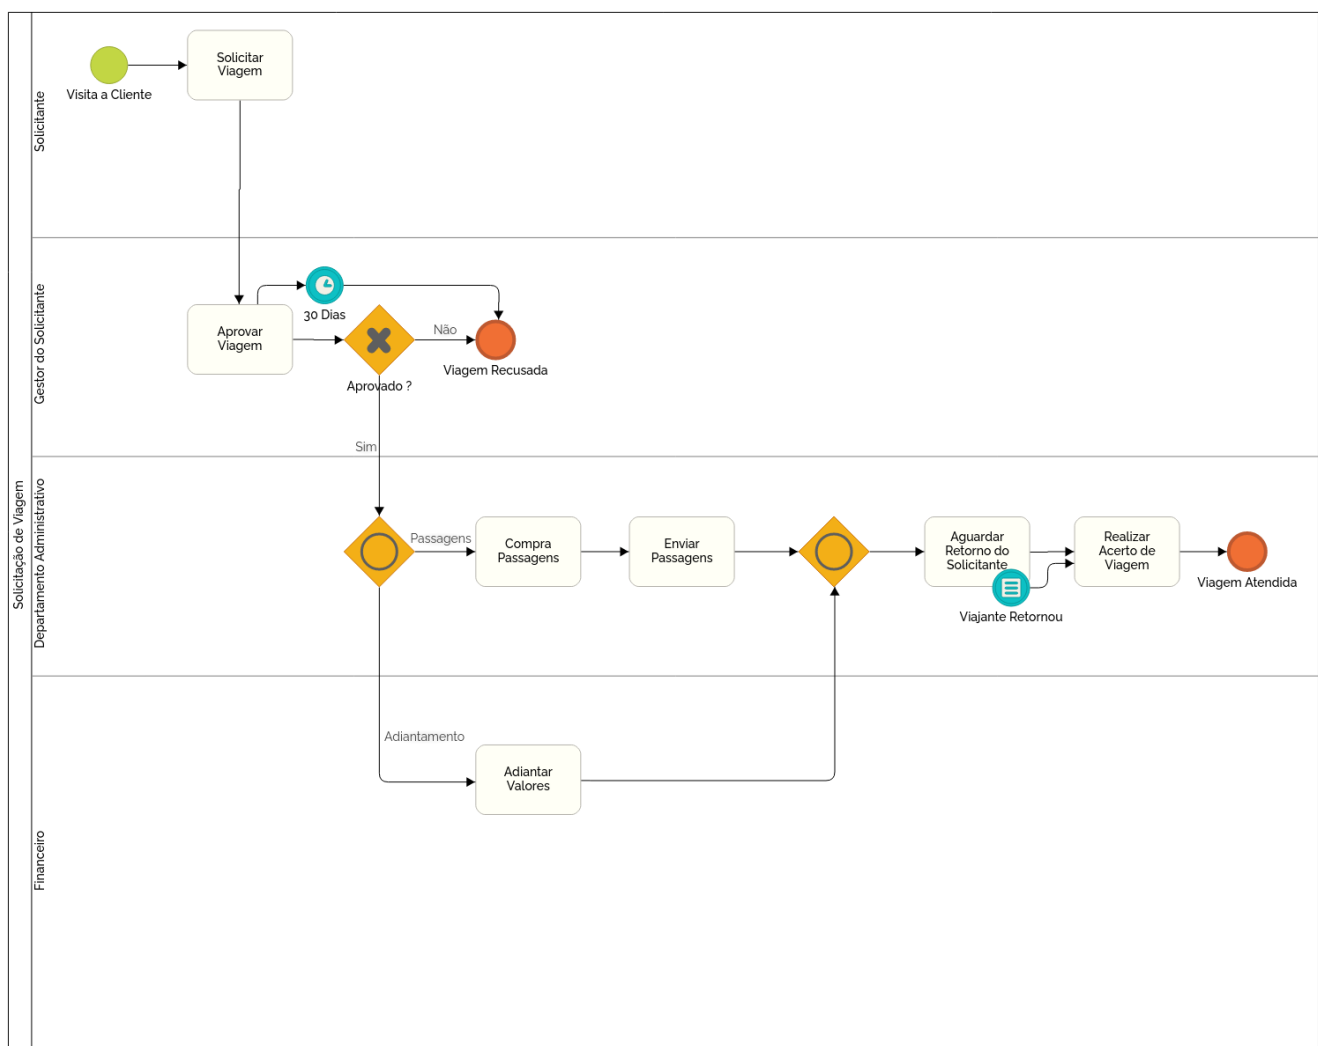 Solicitação de Viagem
Solicitante
Visita a Cliente
Solicitar
Viagem
Gestor do Solicitante
Aprovar
Viagem
30 Dias
Aprovado ?
Não
Viagem Recusada
Sim
Departamento Administrativo
Passagens
Compra
Passagens
Enviar
Passagens
Aguardar
Retorno do
Solicitante
Viajante Retornou
Realizar
Acerto de
Viagem
Viagem Atendida
Financeiro
Adiantamento
Adiantar
Valores